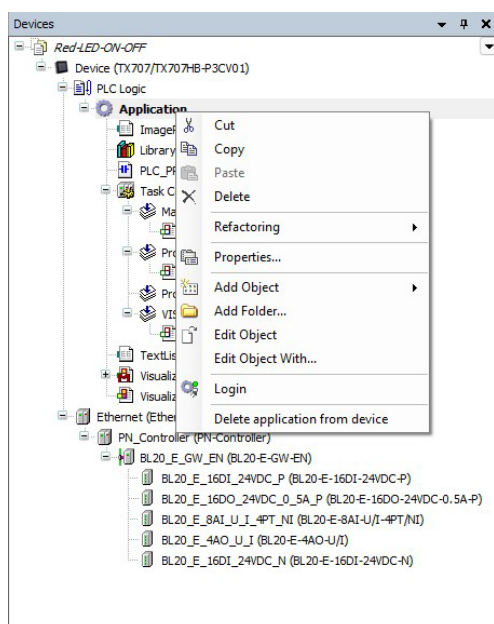 Devices
Red-LED-ON-OFF
Device (TX707/TX707HB-P3CV01)
PLC Logic
Application
Cut
Copy
Paste
Delete
Refactoring
Properties...
Add Object
Add Folder...
Edit Object
Edit Object With...
Login
Delete application from device
Library
Task
Ethernet
PN_Controller (PN-Controller)
BL20_E_GW_EN (BL20-E-GW-EN)
BL20_E_16DI_24VDC_P (BL20-E-16DI-24VDC-P)
BL20_E_16DO_24VDC_0_5A_P (BL20-E-16DO-24VDC-0.5A-P)
BL20_E_8AI_U_I_4PT_NI (BL20-E-8AI-U/I-4PT/NI)
BL20_E_4AO_U_I (BL20-E-4AO-U/I)
BL20_E_16DI_24VDC_N (BL20-E-16DI-24VDC-N)